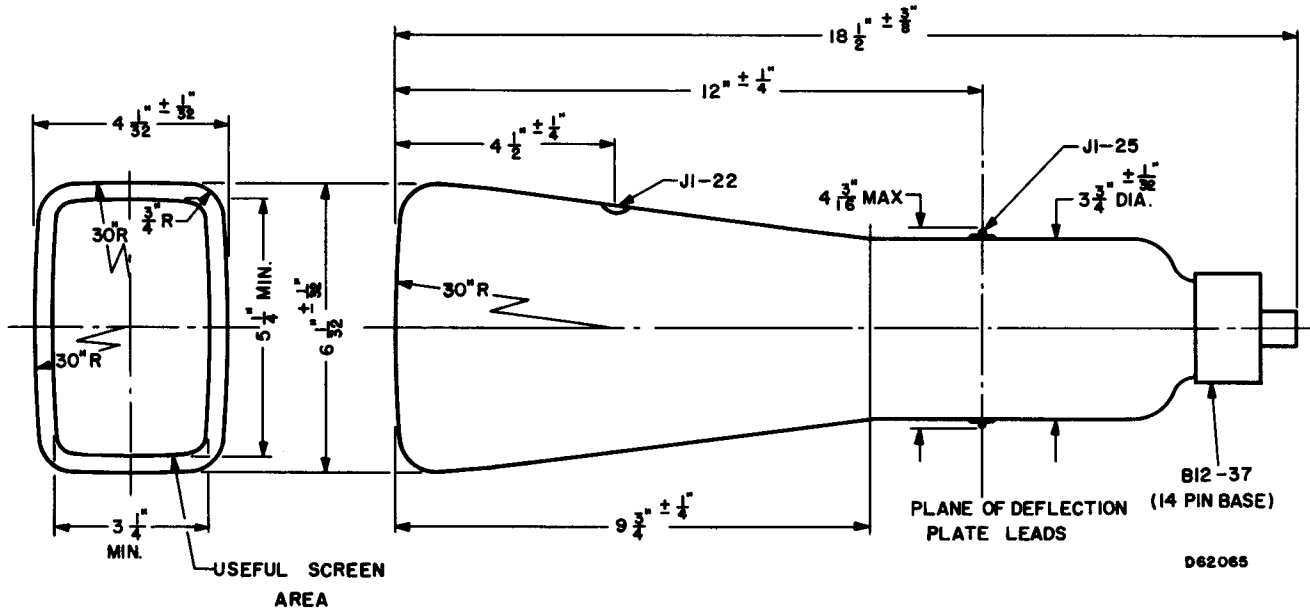 18 1/2" ± 3/8"
12" ± 1/4"
4 1/32" ± 1/32"
4 1/2" ± 1/4"
J1-25
J1-22
4 3/16" MAX
3 3/4" ± 1/32" DIA.
3/4" R
30"R
5 1/4" MIN.
6 1/32" ± 1/32"
30"R
30"R
3 1/4"
MIN.
9 3/4" ± 1/4"
B12-37
(14 PIN BASE)
PLANE OF DEFLECTION
PLATE LEADS
D62065
USEFUL SCREEN
AREA